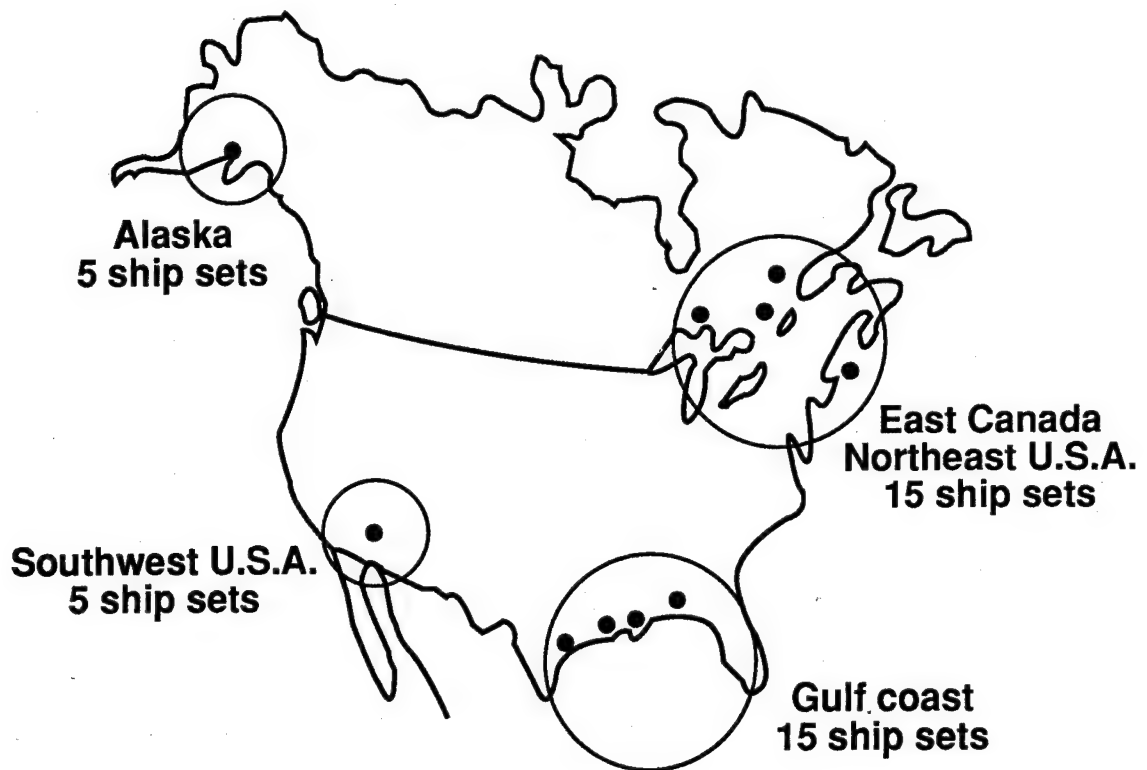 Alaska
5 ship sets
East Canada
Northeast U.S.A.
15 ship sets
Southwest U.S.A.
5 ship sets
Gulf coast
15 ship sets